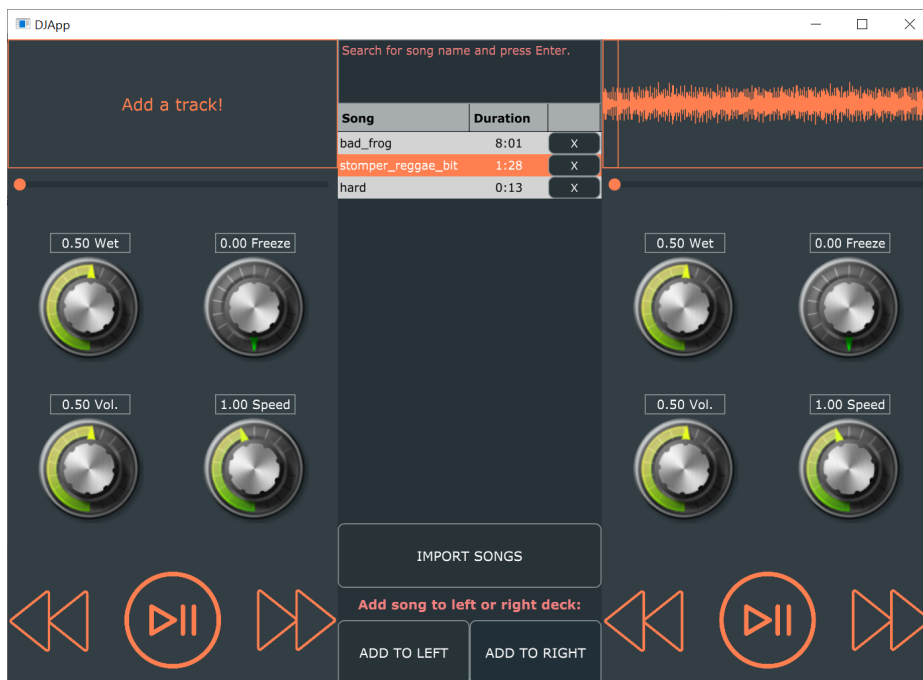 DJApp
Add a track!
0.50 Wet
0.00 Freeze
0.50 Vol.
1.00 Speed
Search for song name and press Enter.
Song Duration
bad_frog 8:01 X
stomper_reggae_bit 1:28 X
hard 0:13 X
IMPORT SONGS
Add song to left or right deck:
ADD TO LEFT
ADD TO RIGHT
0.50 Wet
0.00 Freeze
0.50 Vol.
1.00 Speed